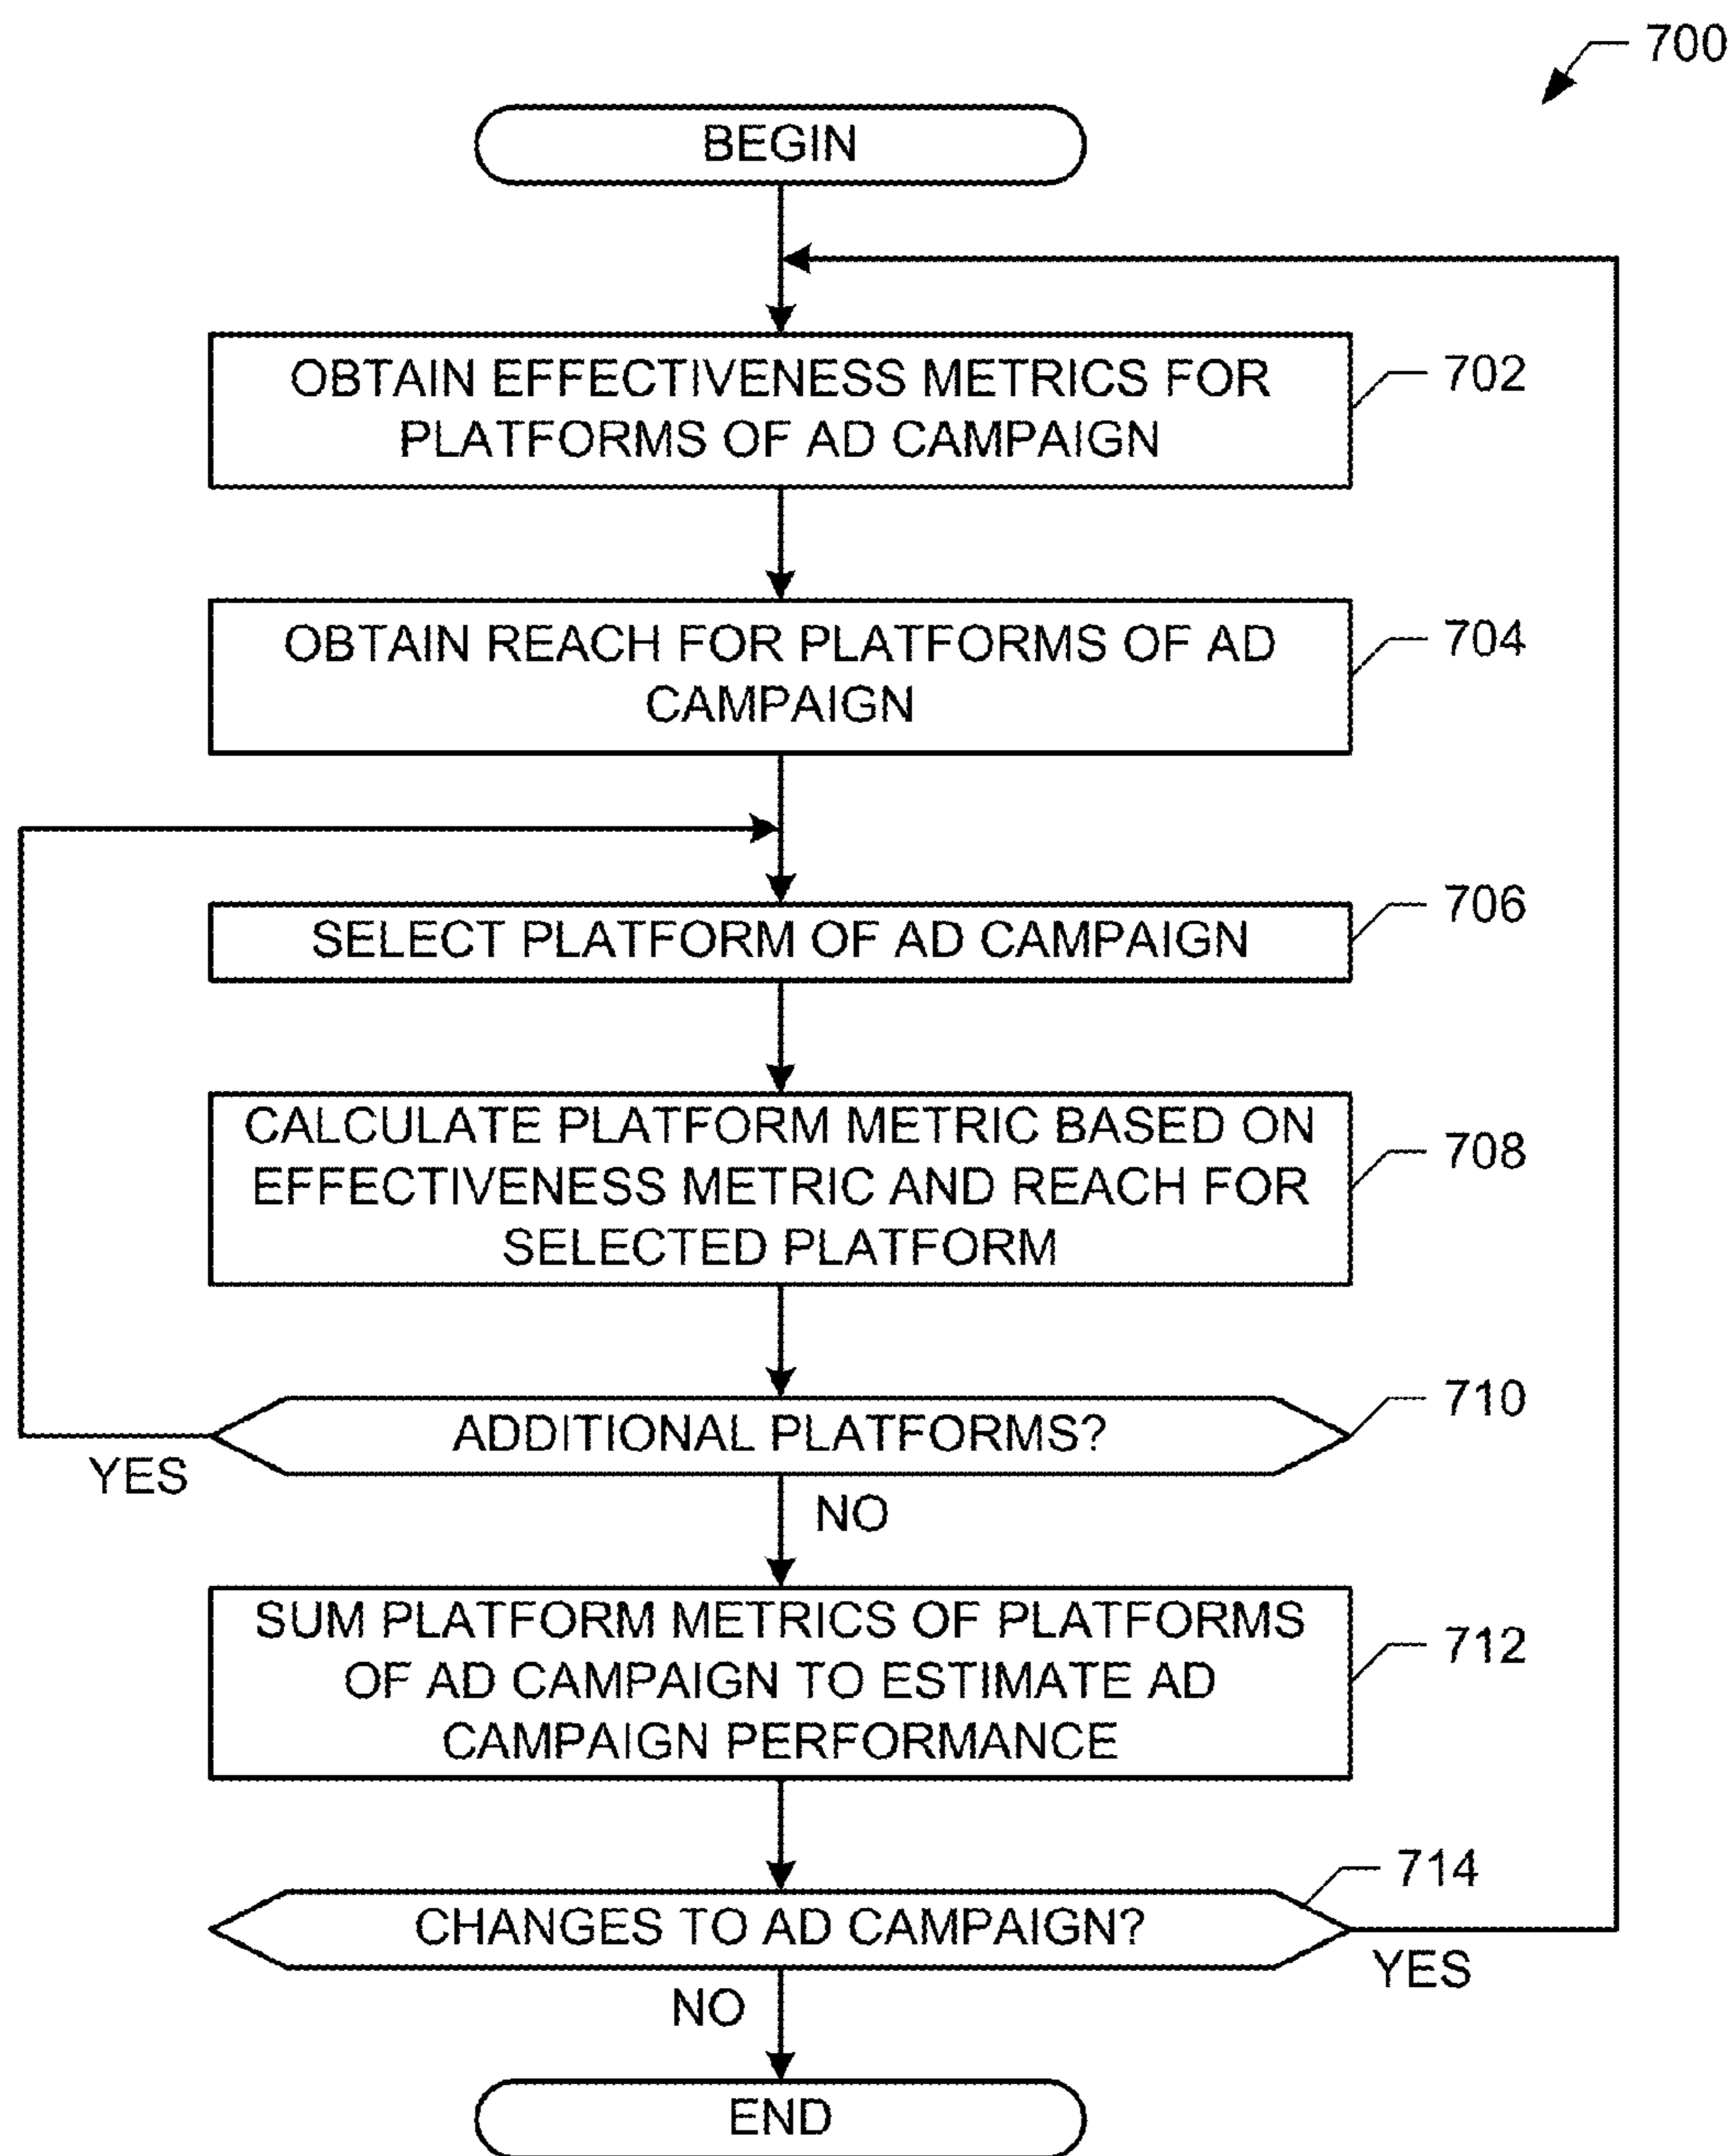 700
BEGIN
OBTAIN EFFECTIVENESS METRICS FOR
PLATFORMS OF AD CAMPAIGN
702
OBTAIN REACH FOR PLATFORMS OF AD
CAMPAIGN
704
SELECT PLATFORM OF AD CAMPAIGN
706
CALCULATE PLATFORM METRIC BASED ON
EFFECTIVENESS METRIC AND REACH FOR
SELECTED PLATFORM
708
ADDITIONAL PLATFORMS?
710
YES
NO
SUM PLATFORM METRICS OF PLATFORMS
OF AD CAMPAIGN TO ESTIMATE AD
CAMPAIGN PERFORMANCE
712
CHANGES TO AD CAMPAIGN?
714
YES
NO
END